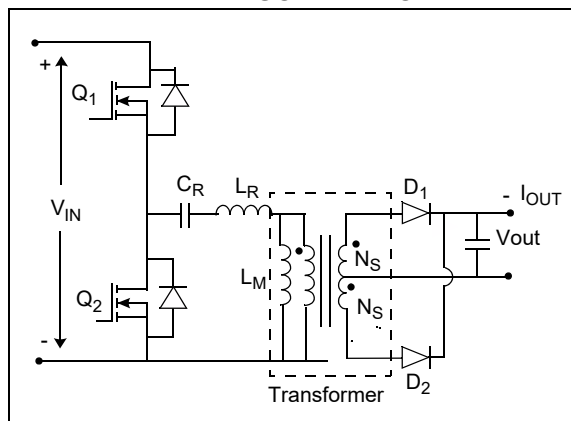 +
Q1
VIN
CR
LR
D1
- IOUT
Vout
LM
NS
NS
Q2
-
D2
Transformer